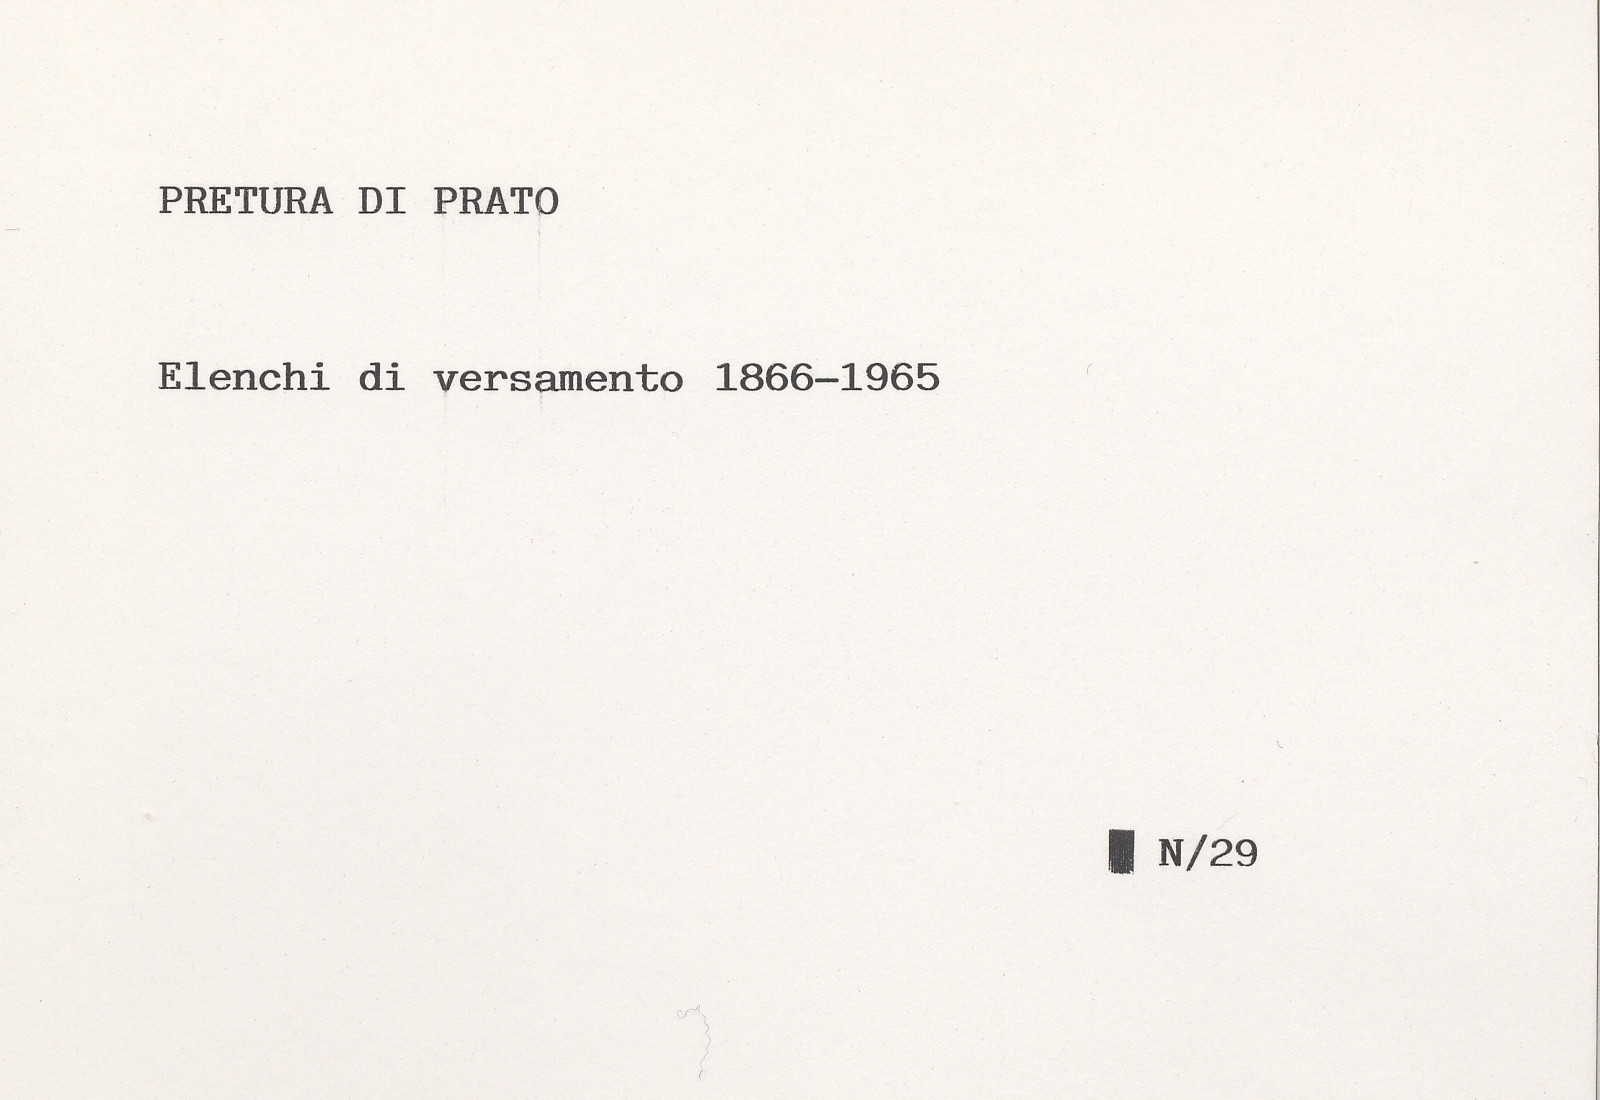 PRETURA DI PRATO
Elenchi di versamento 1866-1965
N/29